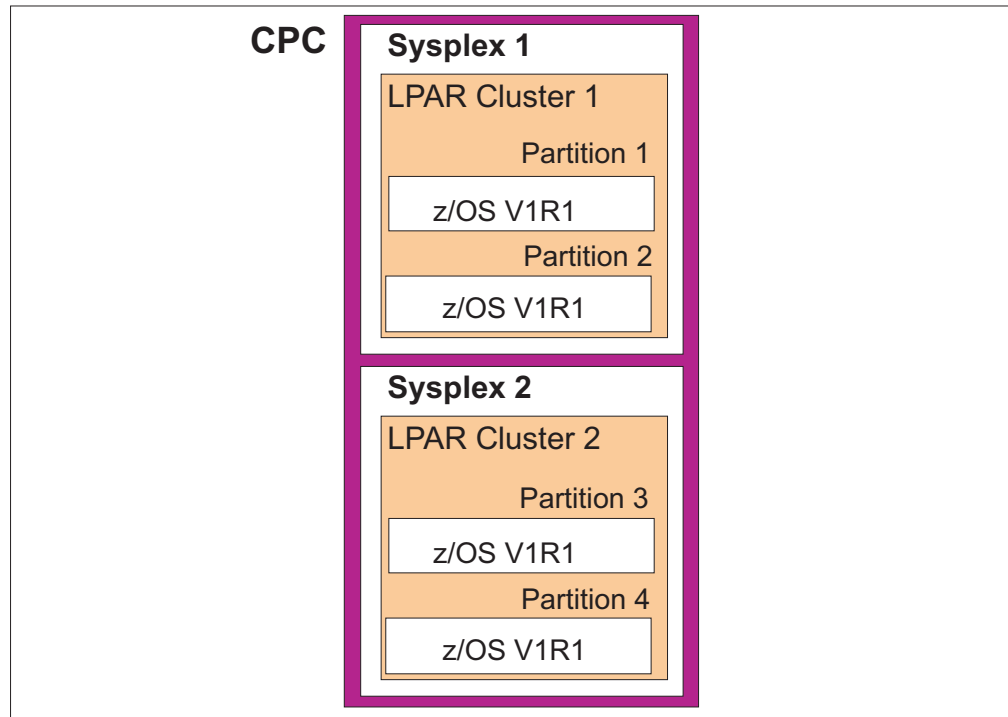 CPC
Sysplex 1
LPAR Cluster 1
Partition 1
z/OS V1R1
Partition 2
z/OS V1R1
Sysplex 2
LPAR Cluster 2
Partition 3
z/OS V1R1
Partition 4
z/OS V1R1